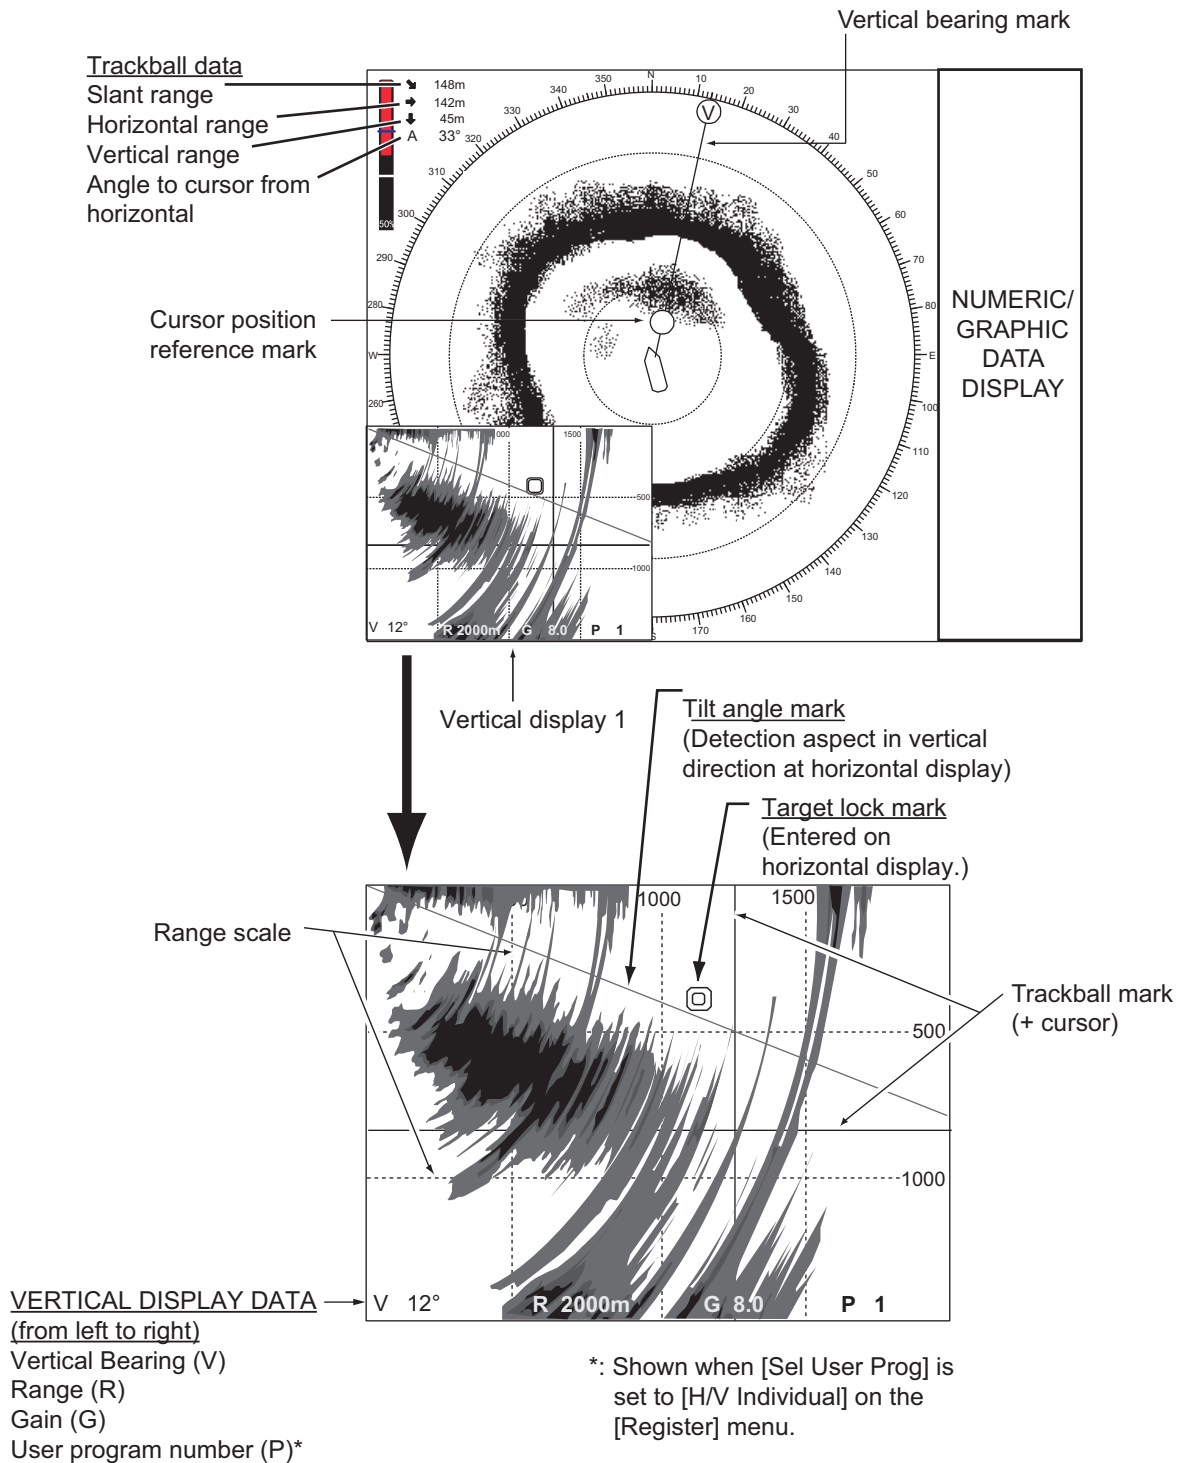 Vertical bearing mark
Trackball data
Slant range
Horizontal range
Vertical range
Angle to cursor from
horizontal
148m
142m
45m
A 33°
50%
N
10
20
30
40
50
60
70
80
E
100
110
120
130
140
150
160
170
S
260
W
280
290
300
310
320
330
340
350
Cursor position
reference mark
NUMERIC/
GRAPHIC
DATA
DISPLAY
V
000
1500
500
1000
V 12°
R 2000m
G 8.0
P 1
Vertical display 1
Tilt angle mark
(Detection aspect in vertical
direction at horizontal display)
Target lock mark
(Entered on
horizontal display.)
Range scale
1000
1500
500
1000
Trackball mark
(+ cursor)
V 12°
R 2000m
G 8.0
P 1
VERTICAL DISPLAY DATA
(from left to right)
Vertical Bearing (V)
Range (R)
Gain (G)
User program number (P)*
*: Shown when [Sel User Prog] is
set to [H/V Individual] on the
[Register] menu.